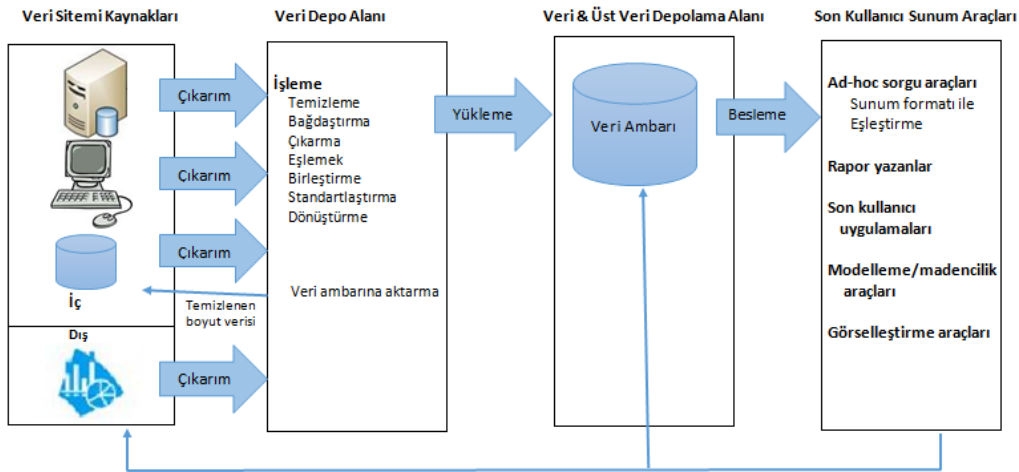 Veri Sitemi Kaynakları
Veri Depo Alanı
Veri & Üst Veri Depolama Alanı
Son Kullanıcı Sunum Araçları
Çıkarım
Çıkarım
Çıkarım
İç
Dış
Çıkarım
Temizlenen
boyut verisi
İşleme
Temizleme
Bağdaştırma
Çıkarma
Eşlemek
Birleştirme
Standartlaştırma
Dönüştürme
Veri ambarına aktarma
Yükleme
Veri Ambarı
Besleme
Ad-hoc sorgu araçları
Sunum formatı ile
Eşleştirme
Rapor yazanlar
Son kullanıcı
uygulamaları
Modelleme/madencilik
araçları
Görselleştirme araçları